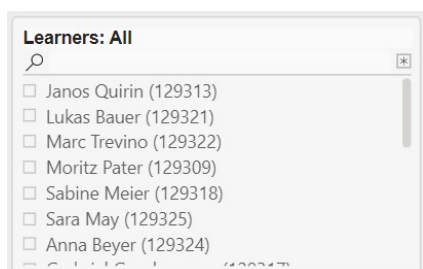 Learners: All
Janos Quirin (129313)
Lukas Bauer (129321)
Marc Trevino (129322)
Moritz Pater (129309)
Sabine Meier (129318)
Sara May (129325)
Anna Beyer (129324)